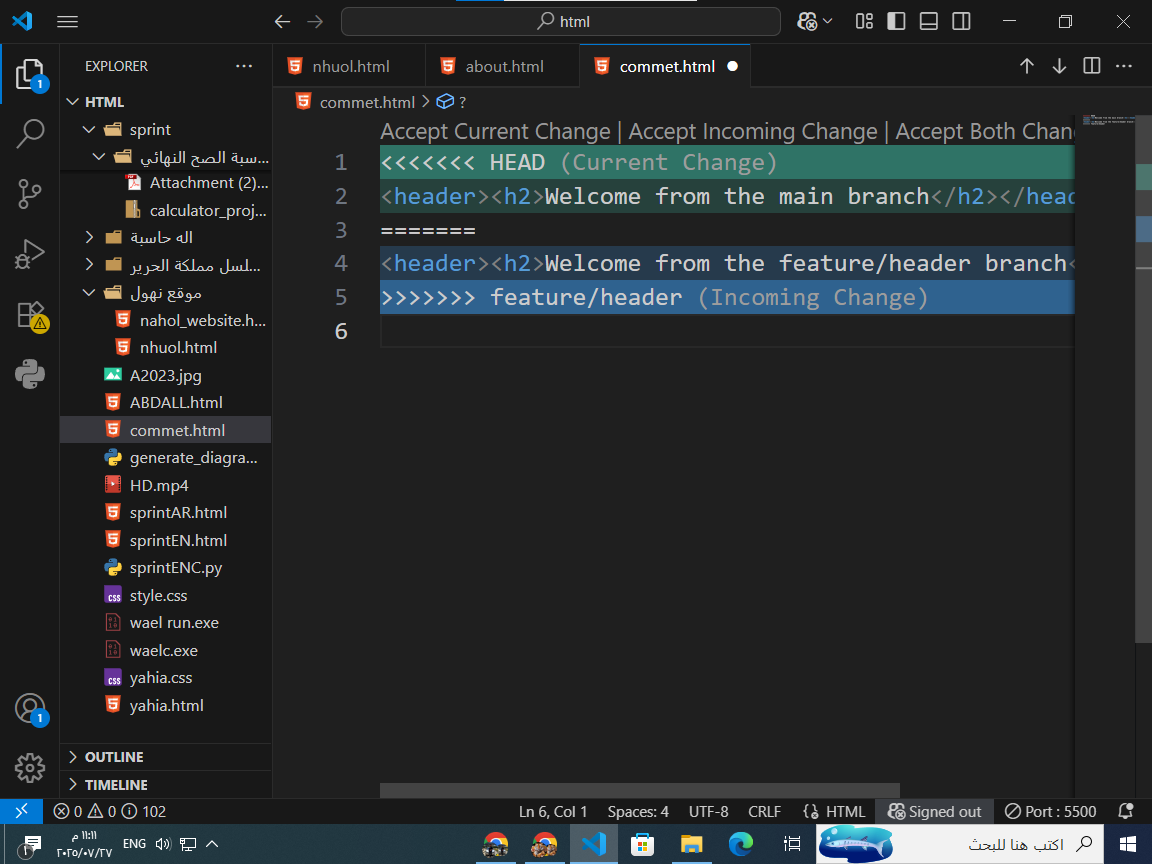 html
EXPLORER
HTML
sprint
سبة الصح النهائي...
Attachment (2)...
calculator_proj...
اله حاسبة
لسل مملكة الحرير...
موقع نهول
nahol_website.h...
nhuol.html
A2023.jpg
ABDALL.html
commet.html
generate_diagra...
HD.mp4
sprintAR.html
sprintEN.html
sprintENC.py
style.css
wael run.exe
waelc.exe
yahia.css
yahia.html
OUTLINE
TIMELINE
nhuol.html about.html commet.html
commet.html > ?
Accept Current Change | Accept Incoming Change | Accept Both Chan
1 <<<<<<< HEAD (Current Change)
2 <header><h2>Welcome from the main branch</h2></head
3 =======
4 <header><h2>Welcome from the feature/header branch<
5 >>>>>>> feature/header (Incoming Change)
6
1
1
0 0 102 Ln 6, Col 1 Spaces: 4 UTF-8 CRLF {} HTML Signed out Port : 5500
1
١١:١١ م
٢٠٢٥/٠٧/٢٧
ENG
اكتب هنا للبحث